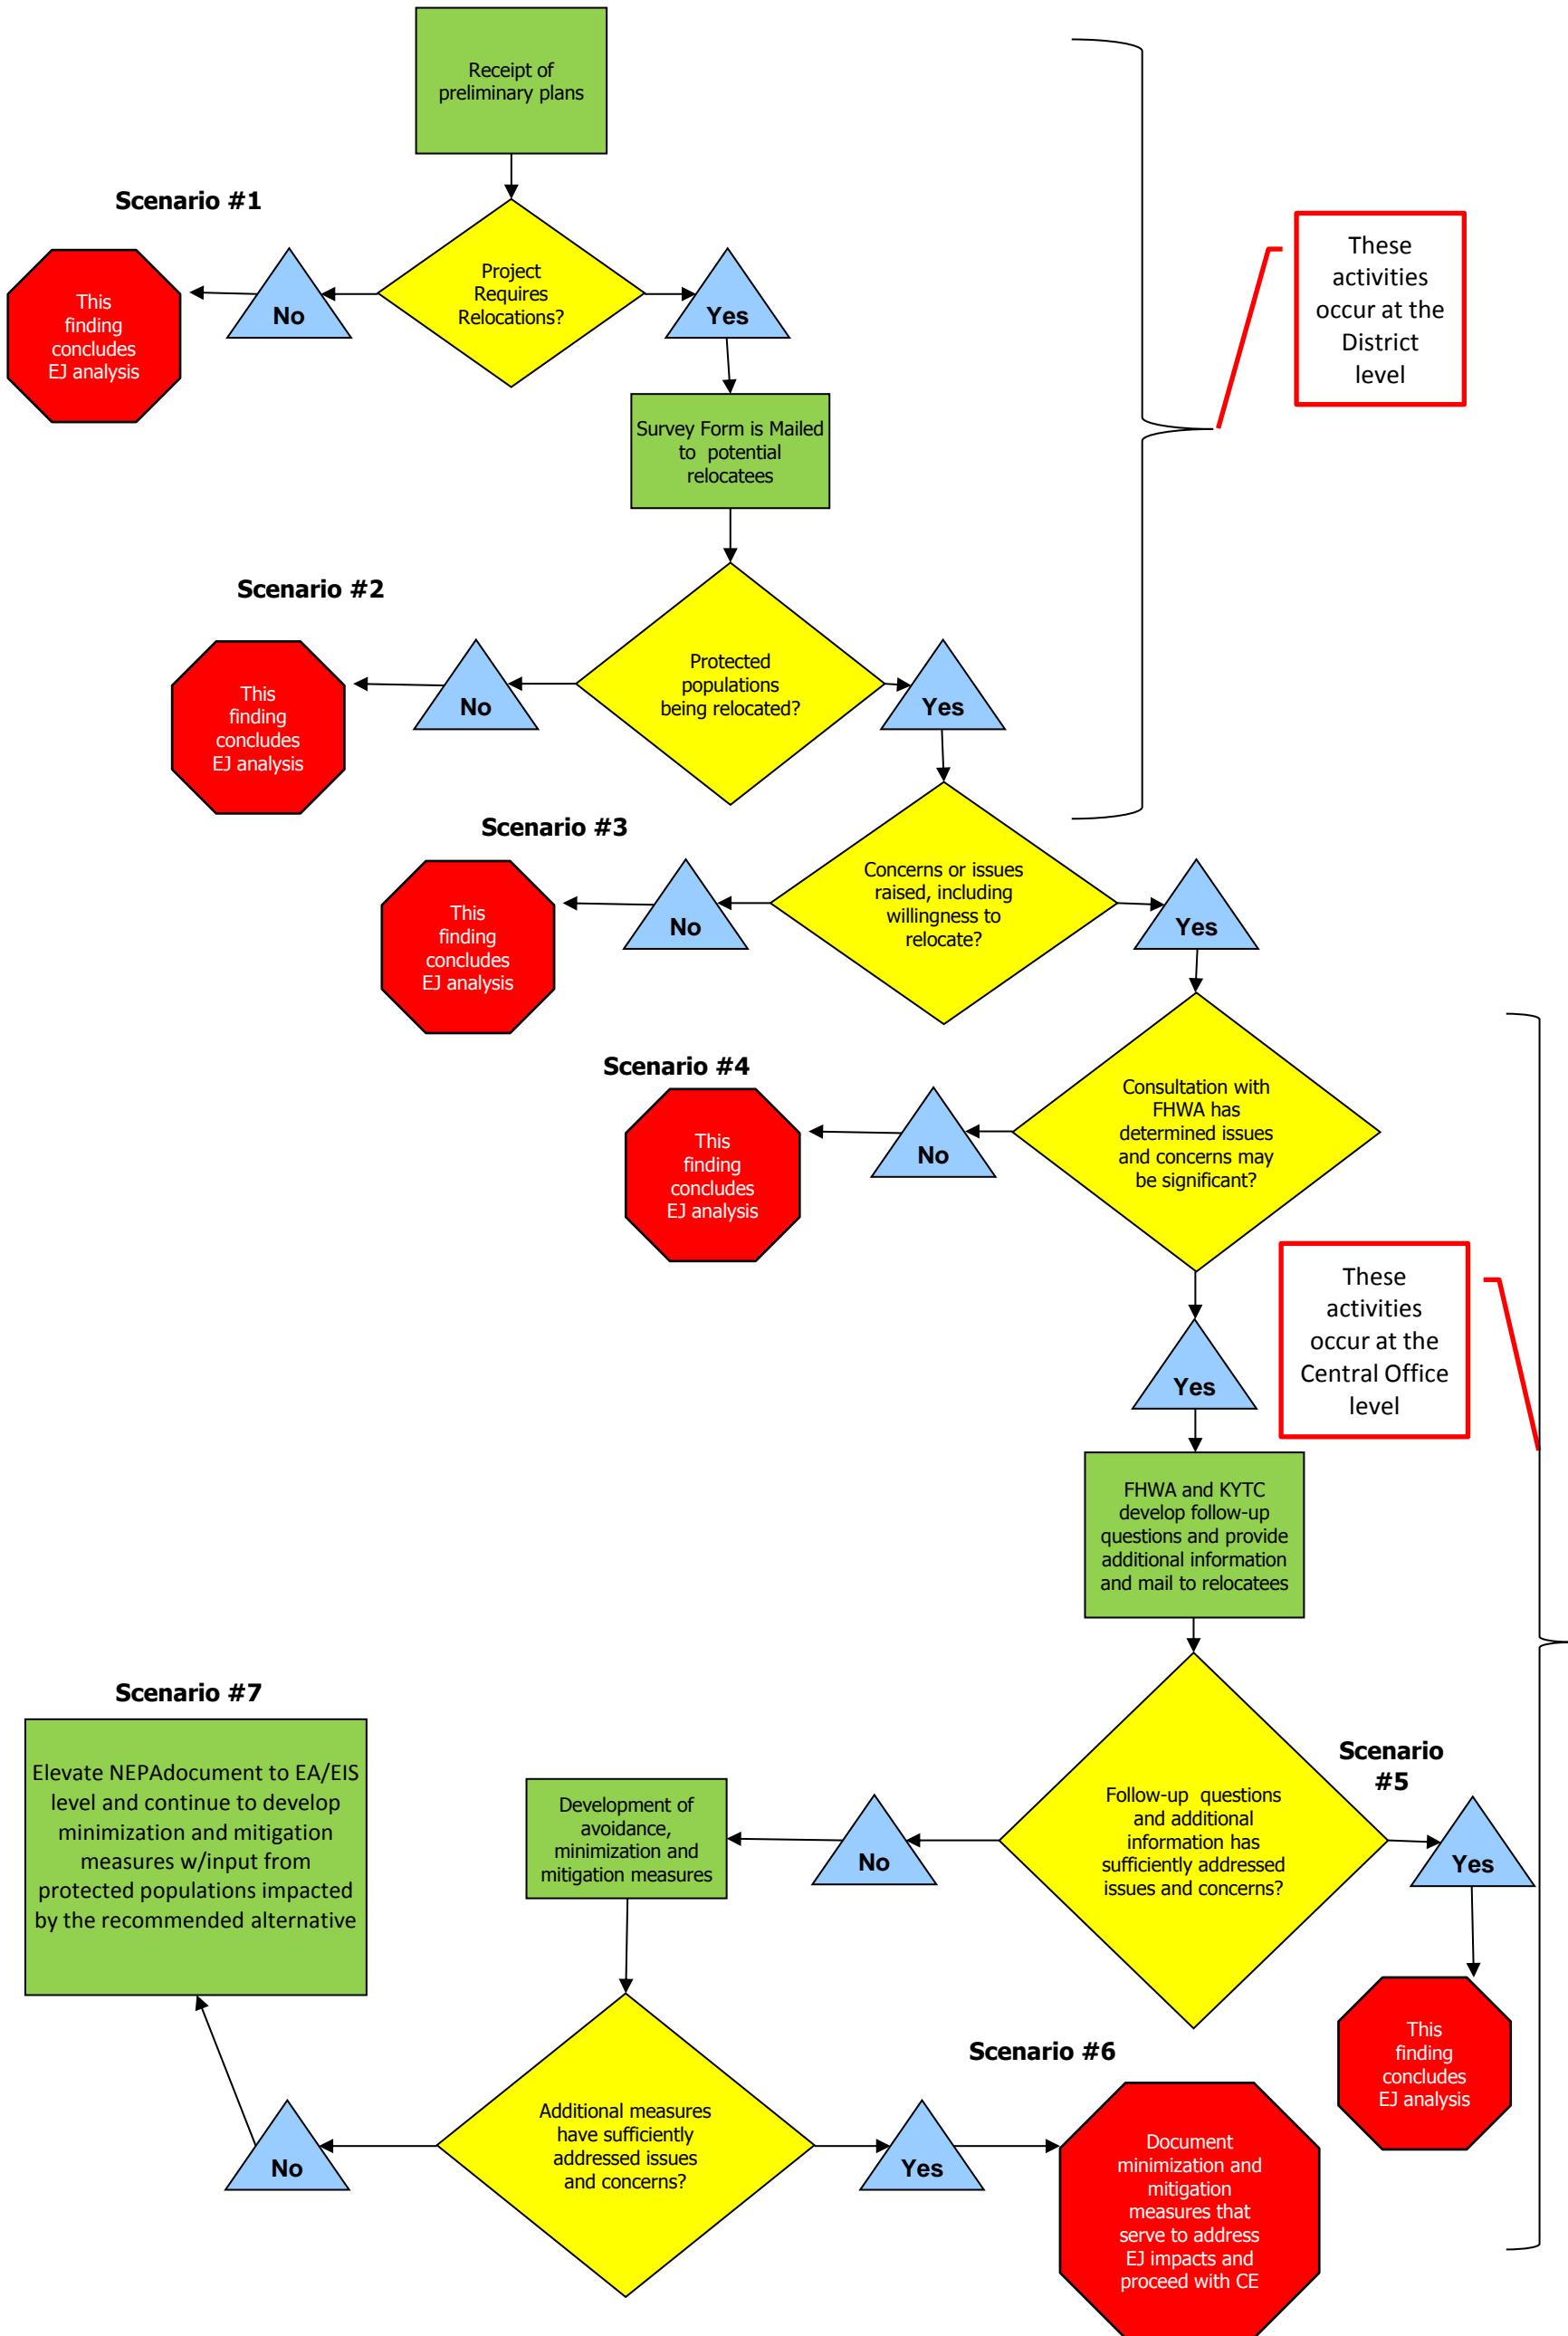 Receipt of
preliminary plans
Scenario #1
Project
Requires
Relocations?
No
Yes
This
finding
concludes
EJ analysis
These
activities
occur at the
District
level
Survey Form is Mailed
to potential
relocatees
Scenario #2
Protected
populations
being relocated?
No
Yes
This
finding
concludes
EJ analysis
Scenario #3
Concerns or issues
raised, including
willingness to
relocate?
No
Yes
This
finding
concludes
EJ analysis
Scenario #4
Consultation with
FHWA has
determined issues
and concerns may
be significant?
No
This
finding
concludes
EJ analysis
Yes
These
activities
occur at the
Central Office
level
FHWA and KYTC
develop follow-up
questions and provide
additional information
and mail to relocatees
Scenario
#5
Follow-up questions
and additional
information has
sufficiently addressed
issues and concerns?
Yes
This
finding
concludes
EJ analysis
No
Development of
avoidance,
minimization and
mitigation measures
Scenario #7
Elevate NEPAdocument to EA/EIS
level and continue to develop
minimization and mitigation
measures w/input from
protected populations impacted
by the recommended alternative
Additional measures
have sufficiently
addressed issues
and concerns?
No
Yes
Scenario #6
Document
minimization and
mitigation
measures that
serve to address
EJ impacts and
proceed with CE